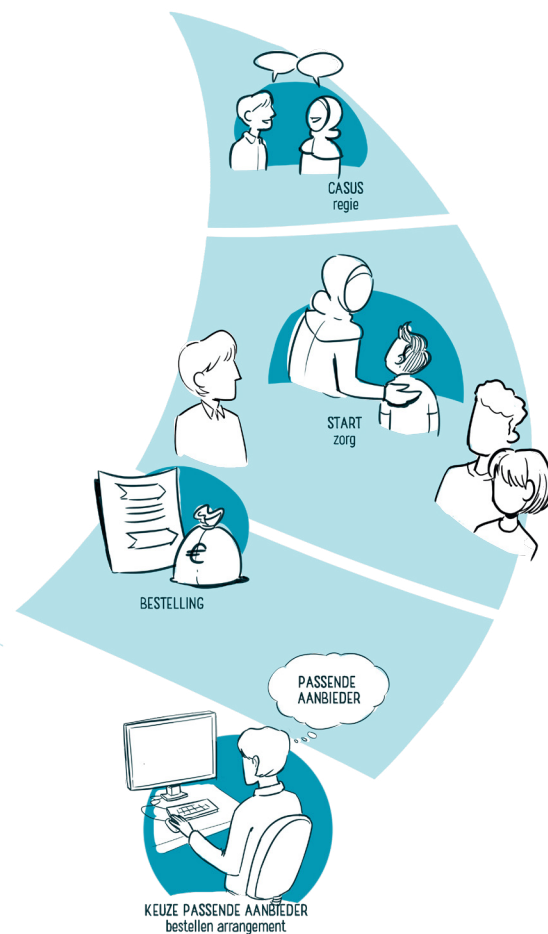 CASUS
regie
START
zorg
€
BESTELLING
PASSENDE
AANBIEDER
KEUZE PASSENDE AANBIEDER
bestellen arrangement